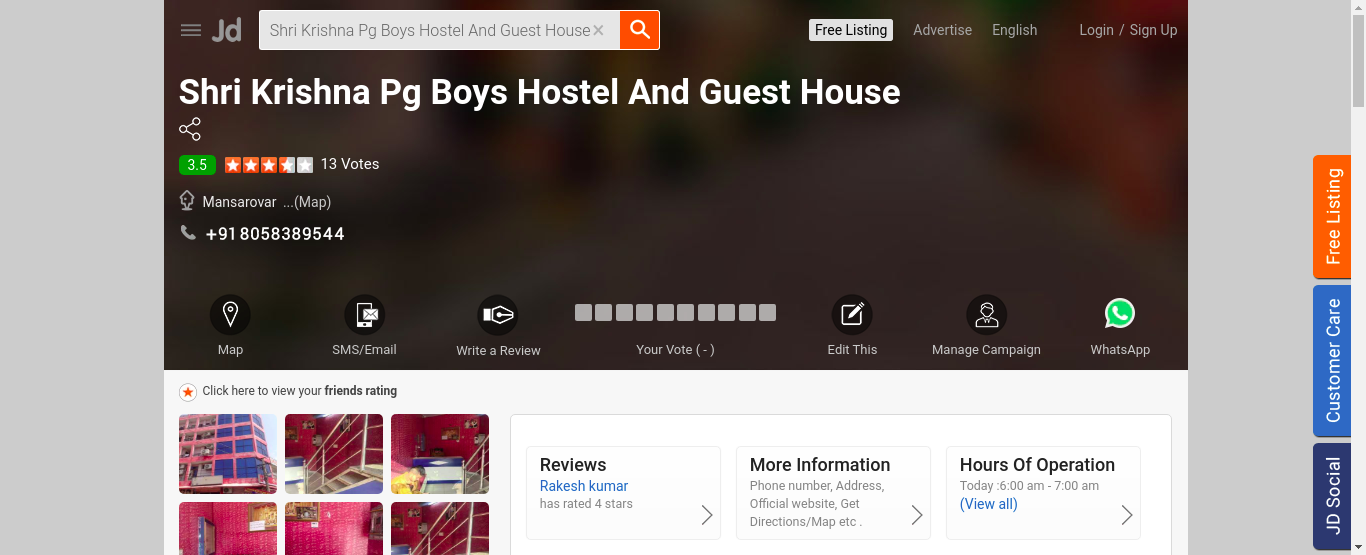 Jd
Shri Krishna Pg Boys Hostel And Guest House ×
Free Listing Advertise English Login / Sign Up
Shri Krishna Pg Boys Hostel And Guest House
3.5 13 Votes
Mansarovar ...(Map)
+918058389544
Map SMS/Email Write a Review Your Vote ( - ) Edit This Manage Campaign WhatsApp
Click here to view your friends rating
Reviews
Rakesh kumar
has rated 4 stars
More Information
Phone number, Address,
Official website, Get
Directions/Map etc .
Hours Of Operation
Today :6:00 am - 7:00 am
(View all)
Free Listing
Customer Care
JD Social